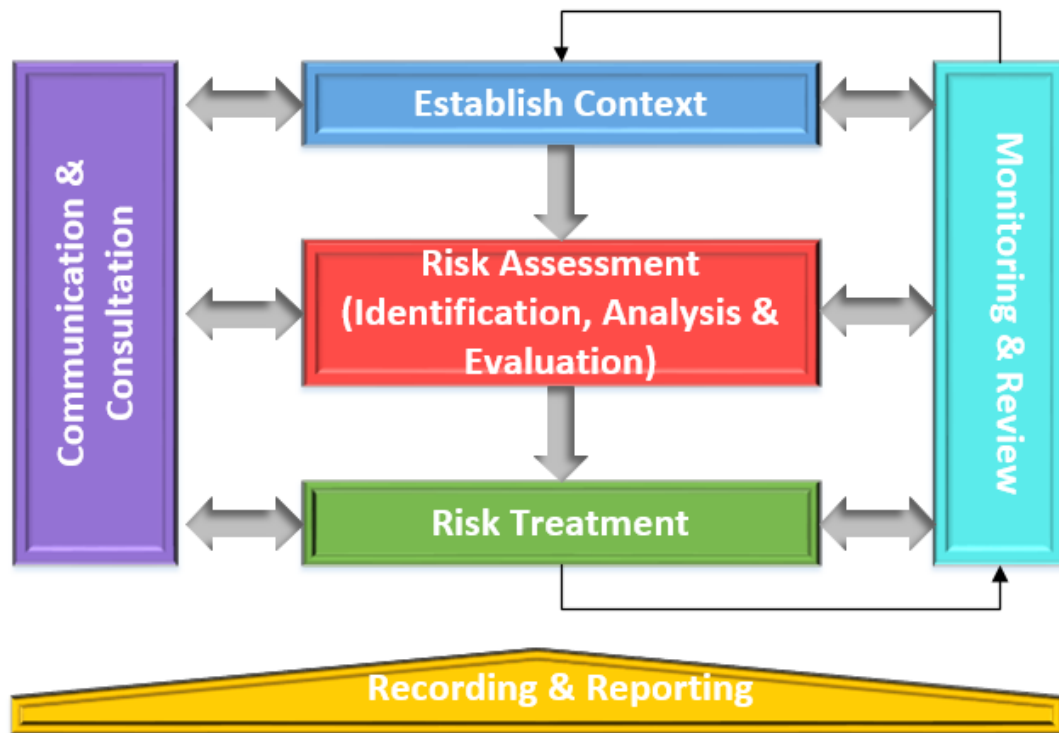 Establish Context
Communication &
Consultation
Risk Assessment
(Identification, Analysis &
Evaluation)
Monitoring & Review
Risk Treatment
Recording & Reporting